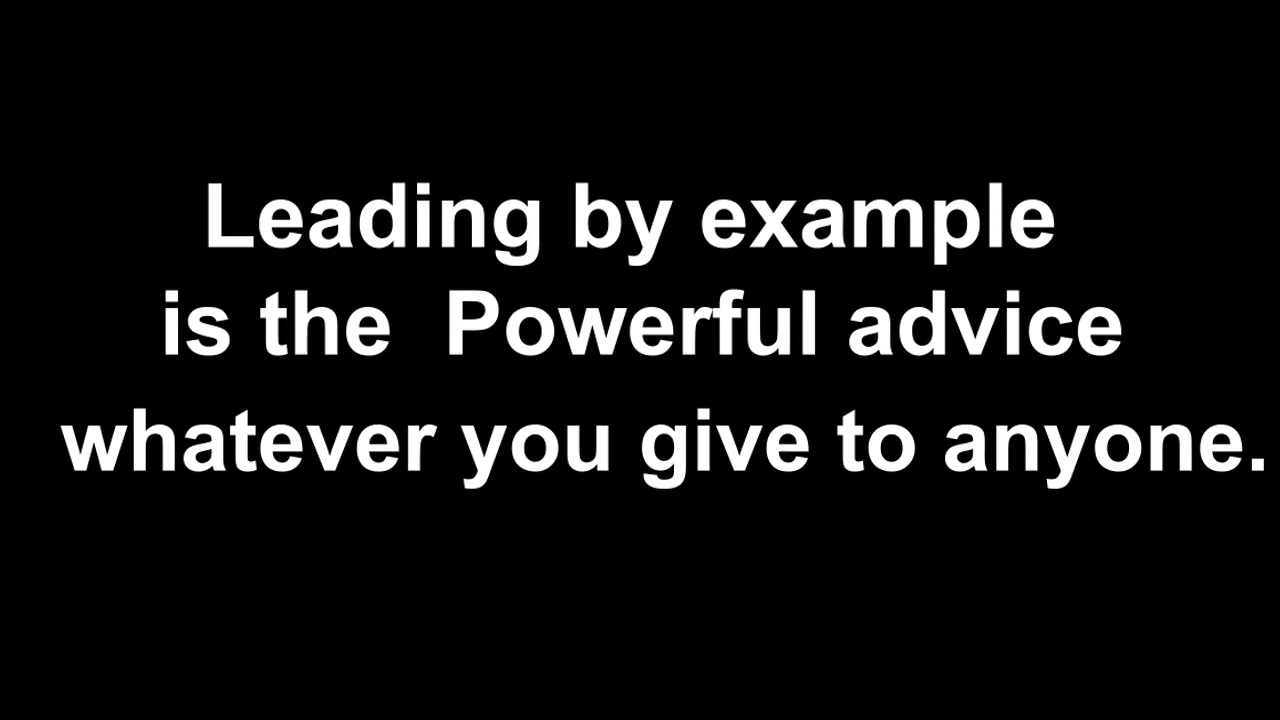 Leading by example
is the  Powerful advice
whatever you give to anyone.